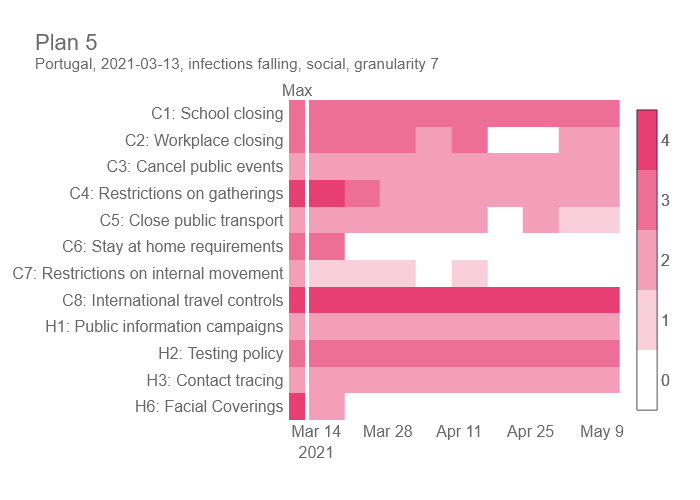 Plan 5
Portugal, 2021-03-13, infections falling, social, granularity 7
Max
C1: School closing
C2: Workplace closing
C3: Cancel public events
C4: Restrictions on gatherings
C5: Close public transport
C6: Stay at home requirements
C7: Restrictions on internal movement
C8: International travel controls
H1: Public information campaigns
H2: Testing policy
H3: Contact tracing
H6: Facial Coverings
4
3
2
1
0
Mar 14 Mar 28 Apr 11 Apr 25 May 9
2021